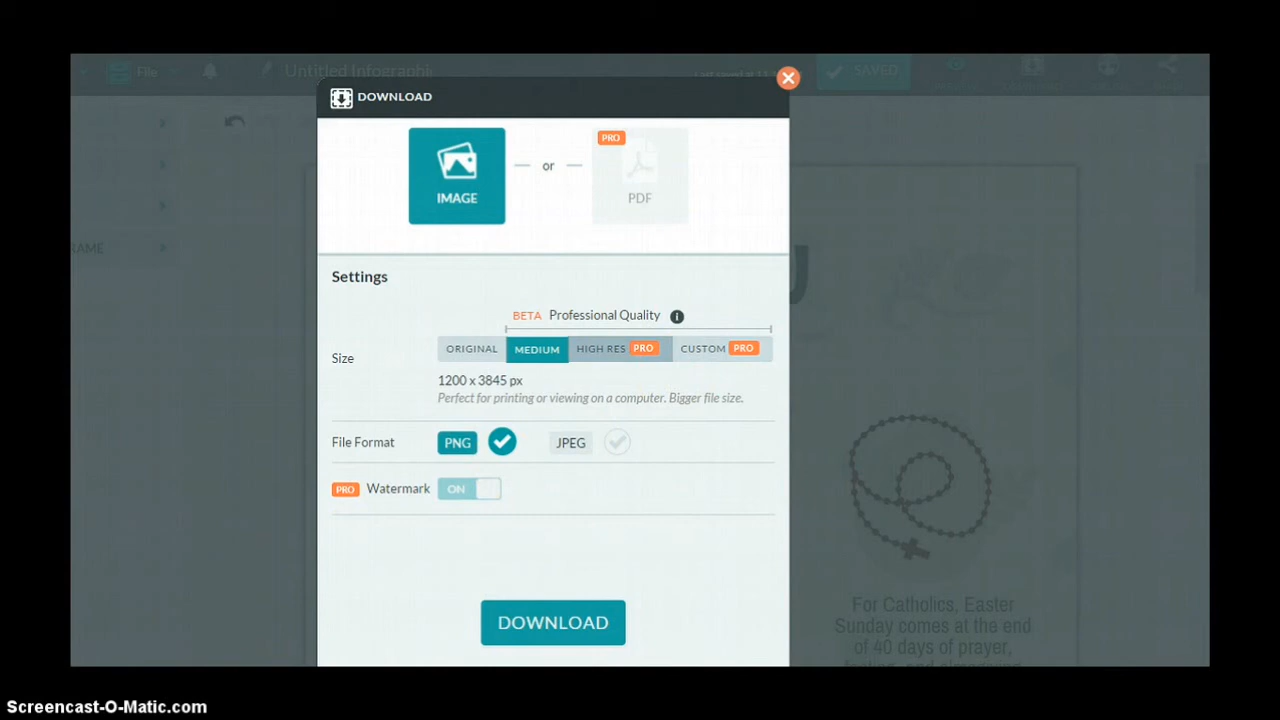 File
Untitled Infographi
SAVED
DOWNLOAD
IMAGE
or
PRO
PDF
RAME
Settings
BETA Professional Quality
Size
ORIGINAL MEDIUM HIGH RES PRO CUSTOM PRO
1200 x 3845 px
Perfect for printing or viewing on a computer. Bigger file size.
File Format PNG JPEG
PRO Watermark ON
DOWNLOAD
For Catholics, Easter
Sunday comes at the end
of 40 days of prayer,
Screencast-O-Matic.com